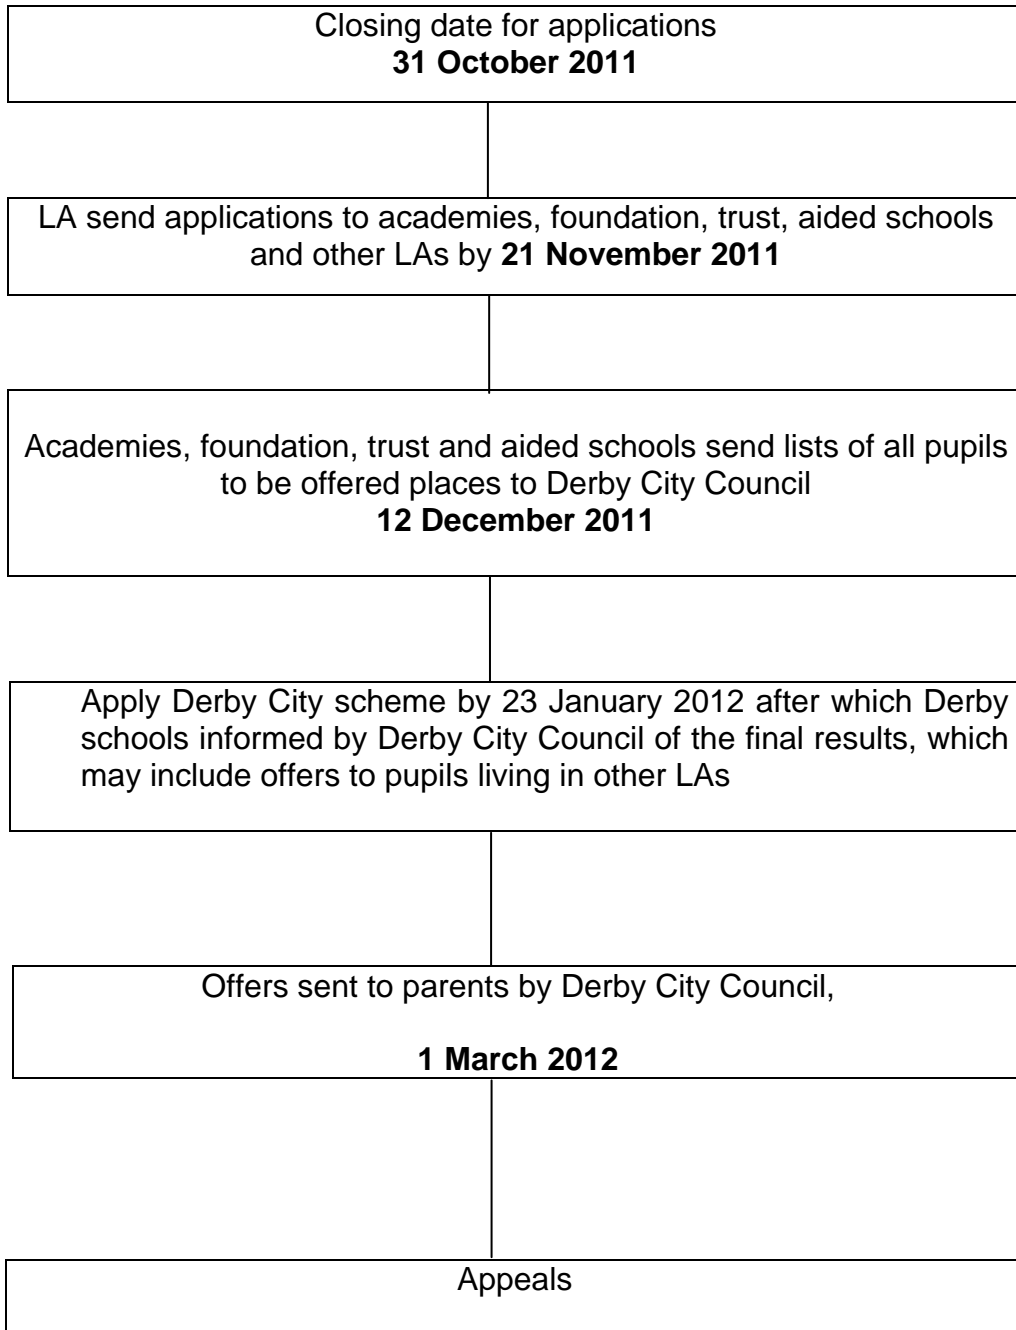 Closing date for applications
31 October 2011
LA send applications to academies, foundation, trust, aided schools
and other LAs by 21 November 2011
Academies, foundation, trust and aided schools send lists of all pupils
to be offered places to Derby City Council
12 December 2011
Apply Derby City scheme by 23 January 2012 after which Derby
schools informed by Derby City Council of the final results, which
may include offers to pupils living in other LAs
Offers sent to parents by Derby City Council,
1 March 2012
Appeals